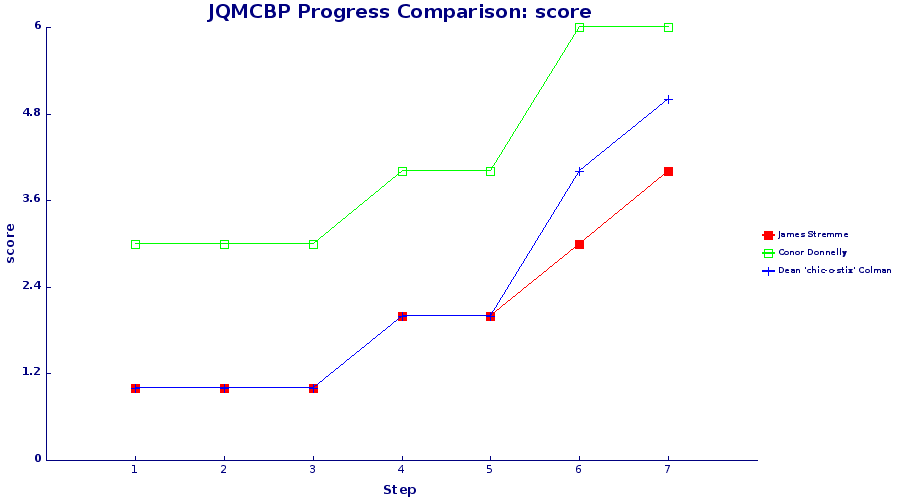 JQMCBP Progress Comparison: score
6
4.8
3.6
2.4
1.2
0
score
1 2 3 4 5 6 7
Step
James Stremme
Conor Donnelly
Dean 'chic-o-stix' Colman